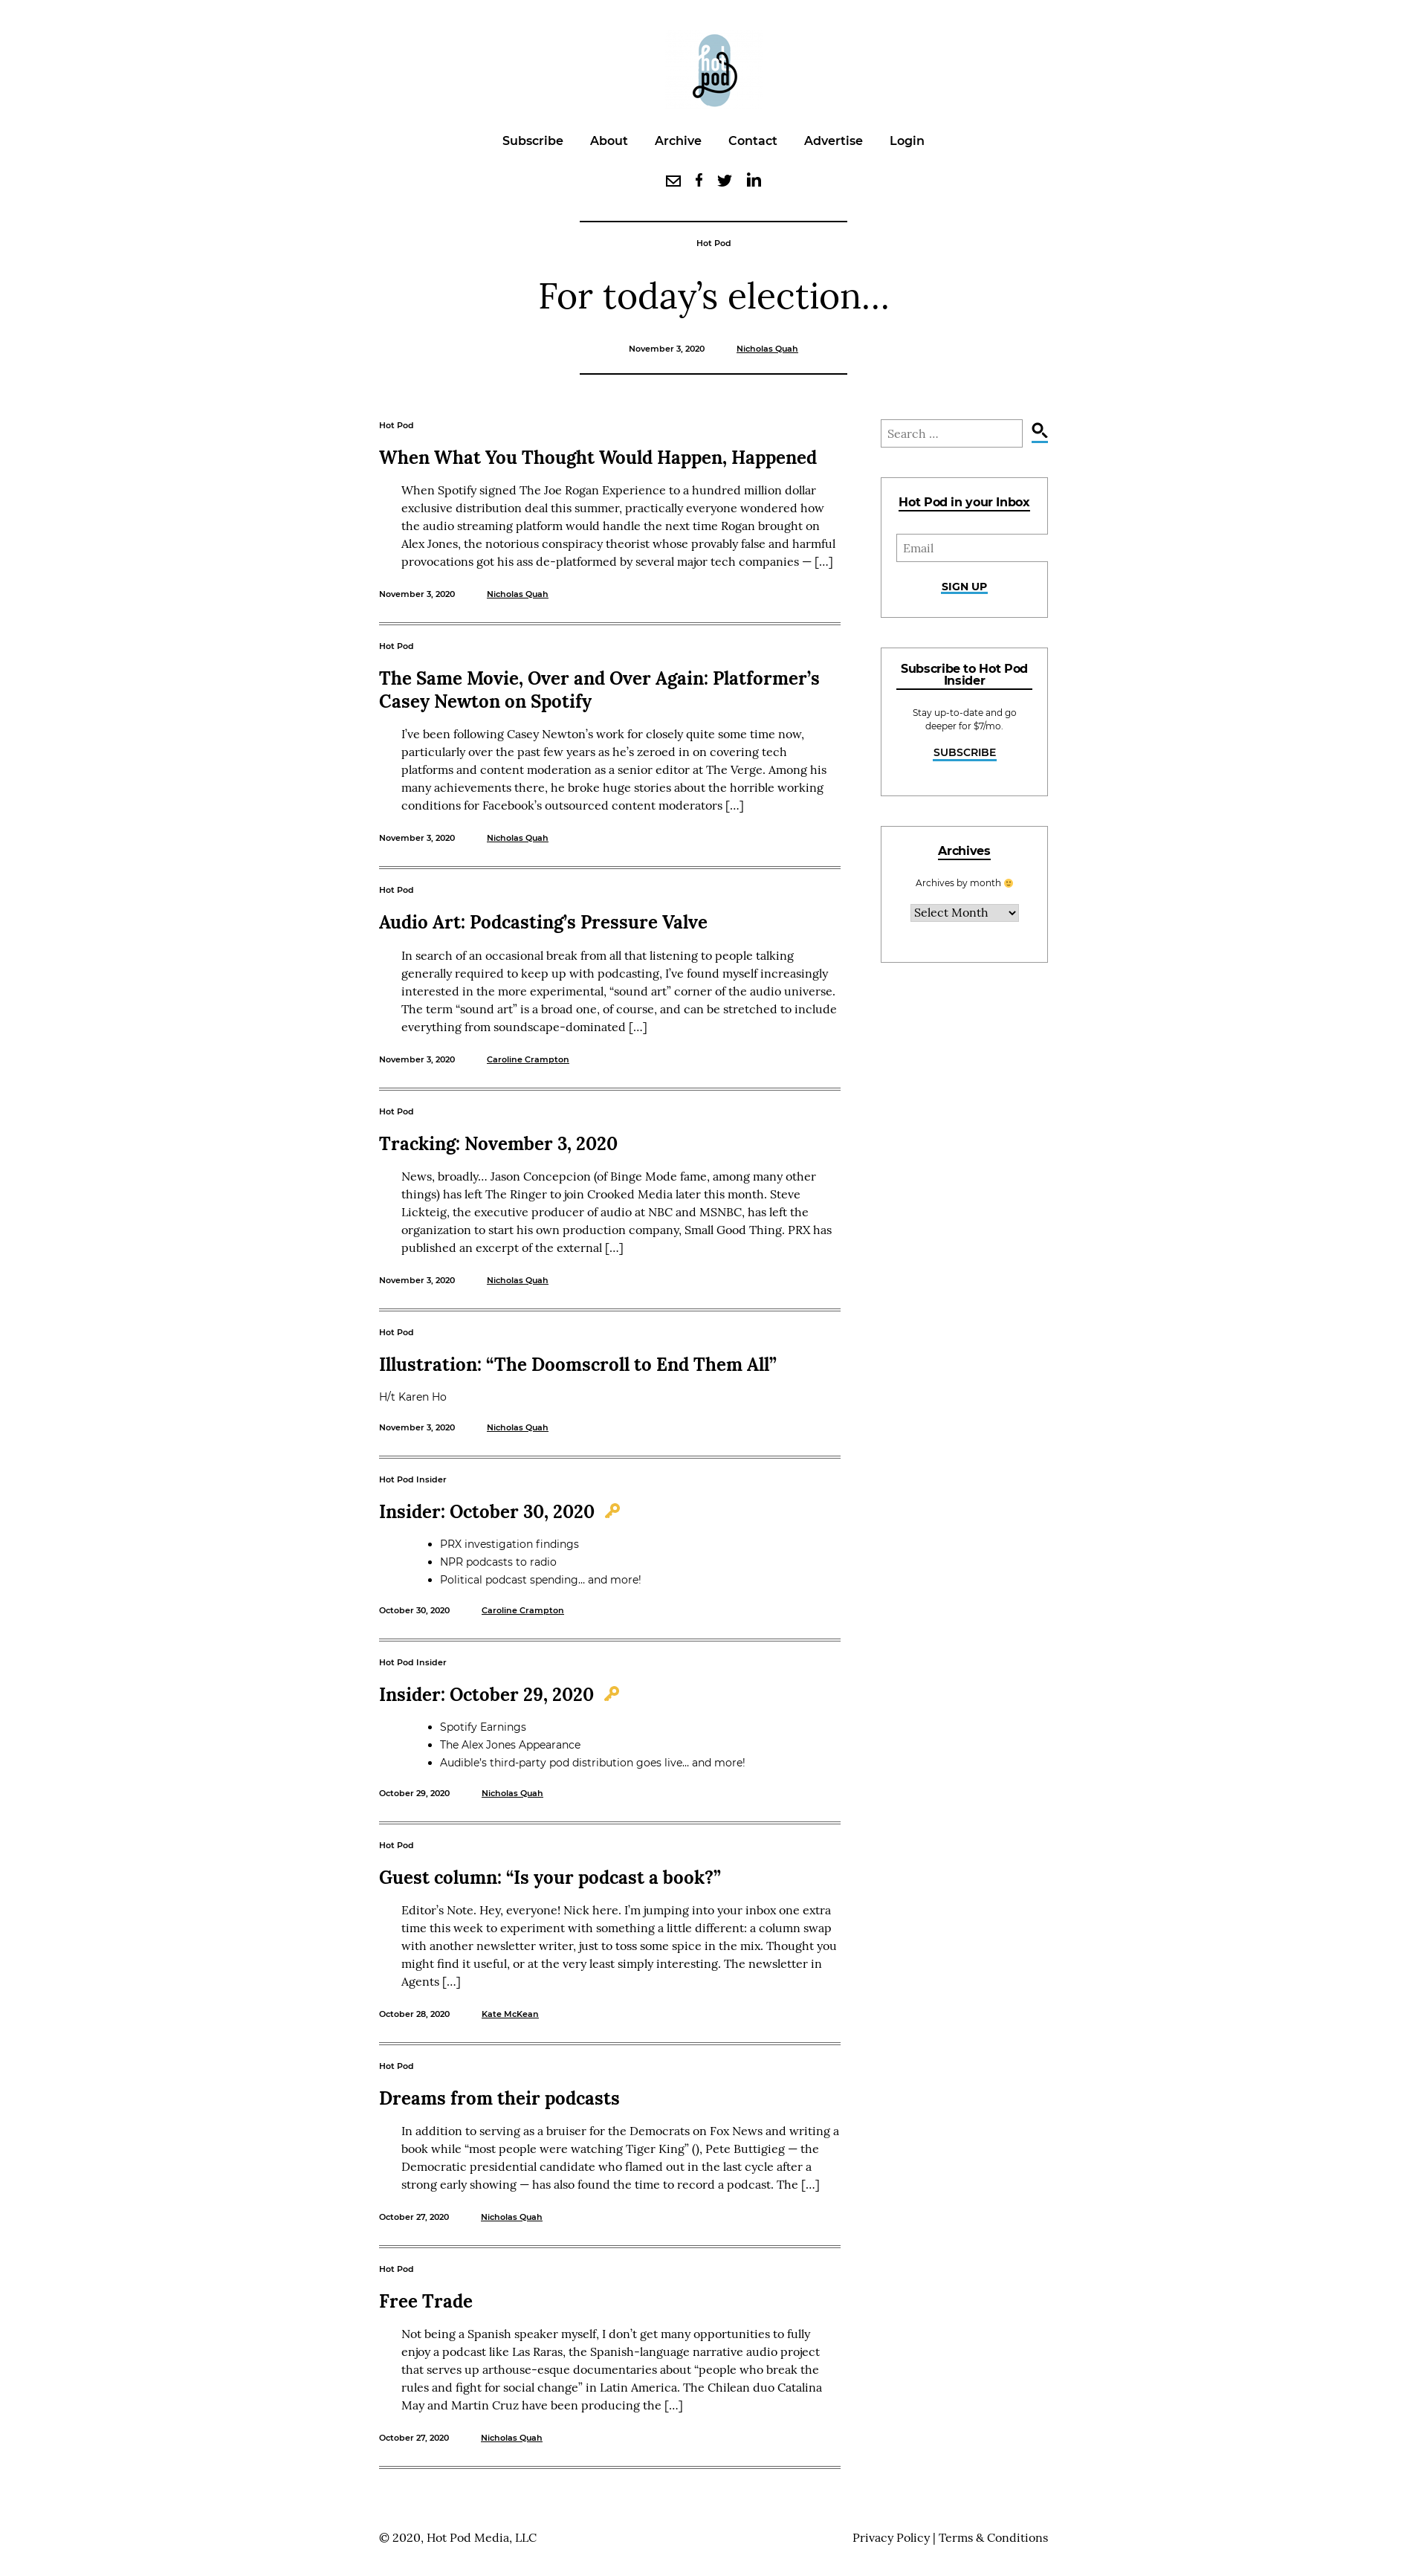 hot
pod
Subscribe About Archive Contact Advertise Login
Hot Pod
For today’s election…
November 3, 2020 Nicholas Quah
Hot Pod
When What You Thought Would Happen, Happened
When Spotify signed The Joe Rogan Experience to a hundred million dollar
exclusive distribution deal this summer, practically everyone wondered how
the audio streaming platform would handle the next time Rogan brought on
Alex Jones, the notorious conspiracy theorist whose provably false and harmful
provocations got his ass de-platformed by several major tech companies — […]
November 3, 2020 Nicholas Quah
Hot Pod
The Same Movie, Over and Over Again: Platformer’s
Casey Newton on Spotify
I’ve been following Casey Newton’s work for closely quite some time now,
particularly over the past few years as he’s zeroed in on covering tech
platforms and content moderation as a senior editor at The Verge. Among his
many achievements there, he broke huge stories about the horrible working
conditions for Facebook’s outsourced content moderators […]
November 3, 2020 Nicholas Quah
Hot Pod
Audio Art: Podcasting’s Pressure Valve
In search of an occasional break from all that listening to people talking
generally required to keep up with podcasting, I’ve found myself increasingly
interested in the more experimental, “sound art” corner of the audio universe.
The term “sound art” is a broad one, of course, and can be stretched to include
everything from soundscape-dominated […]
November 3, 2020 Caroline Crampton
Hot Pod
Tracking: November 3, 2020
News, broadly… Jason Concepcion (of Binge Mode fame, among many other
things) has left The Ringer to join Crooked Media later this month. Steve
Lickteig, the executive producer of audio at NBC and MSNBC, has left the
organization to start his own production company, Small Good Thing. PRX has
published an excerpt of the external […]
November 3, 2020 Nicholas Quah
Hot Pod
Illustration: “The Doomscroll to End Them All”
H/t Karen Ho
November 3, 2020 Nicholas Quah
Hot Pod Insider
Insider: October 30, 2020
• PRX investigation findings
• NPR podcasts to radio
• Political podcast spending… and more!
October 30, 2020 Caroline Crampton
Hot Pod Insider
Insider: October 29, 2020
• Spotify Earnings
• The Alex Jones Appearance
• Audible’s third-party pod distribution goes live… and more!
October 29, 2020 Nicholas Quah
Hot Pod
Guest column: “Is your podcast a book?”
Editor’s Note. Hey, everyone! Nick here. I’m jumping into your inbox one extra
time this week to experiment with something a little different: a column swap
with another newsletter writer, just to toss some spice in the mix. Thought you
might find it useful, or at the very least simply interesting. The newsletter in
Agents […]
October 28, 2020 Kate McKean
Hot Pod
Dreams from their podcasts
In addition to serving as a bruiser for the Democrats on Fox News and writing a
book while “most people were watching Tiger King” (), Pete Buttigieg — the
Democratic presidential candidate who flamed out in the last cycle after a
strong early showing — has also found the time to record a podcast. The […]
October 27, 2020 Nicholas Quah
Hot Pod
Free Trade
Not being a Spanish speaker myself, I don’t get many opportunities to fully
enjoy a podcast like Las Raras, the Spanish-language narrative audio project
that serves up arthouse-esque documentaries about “people who break the
rules and fight for social change” in Latin America. The Chilean duo Catalina
May and Martin Cruz have been producing the […]
October 27, 2020 Nicholas Quah
Search …
Hot Pod in your Inbox
Email
SIGN UP
Subscribe to Hot Pod
Insider
Stay up-to-date and go
deeper for $7/mo.
SUBSCRIBE
Archives
Archives by month 🙂
Select Month
© 2020, Hot Pod Media, LLC
Privacy Policy | Terms & Conditions